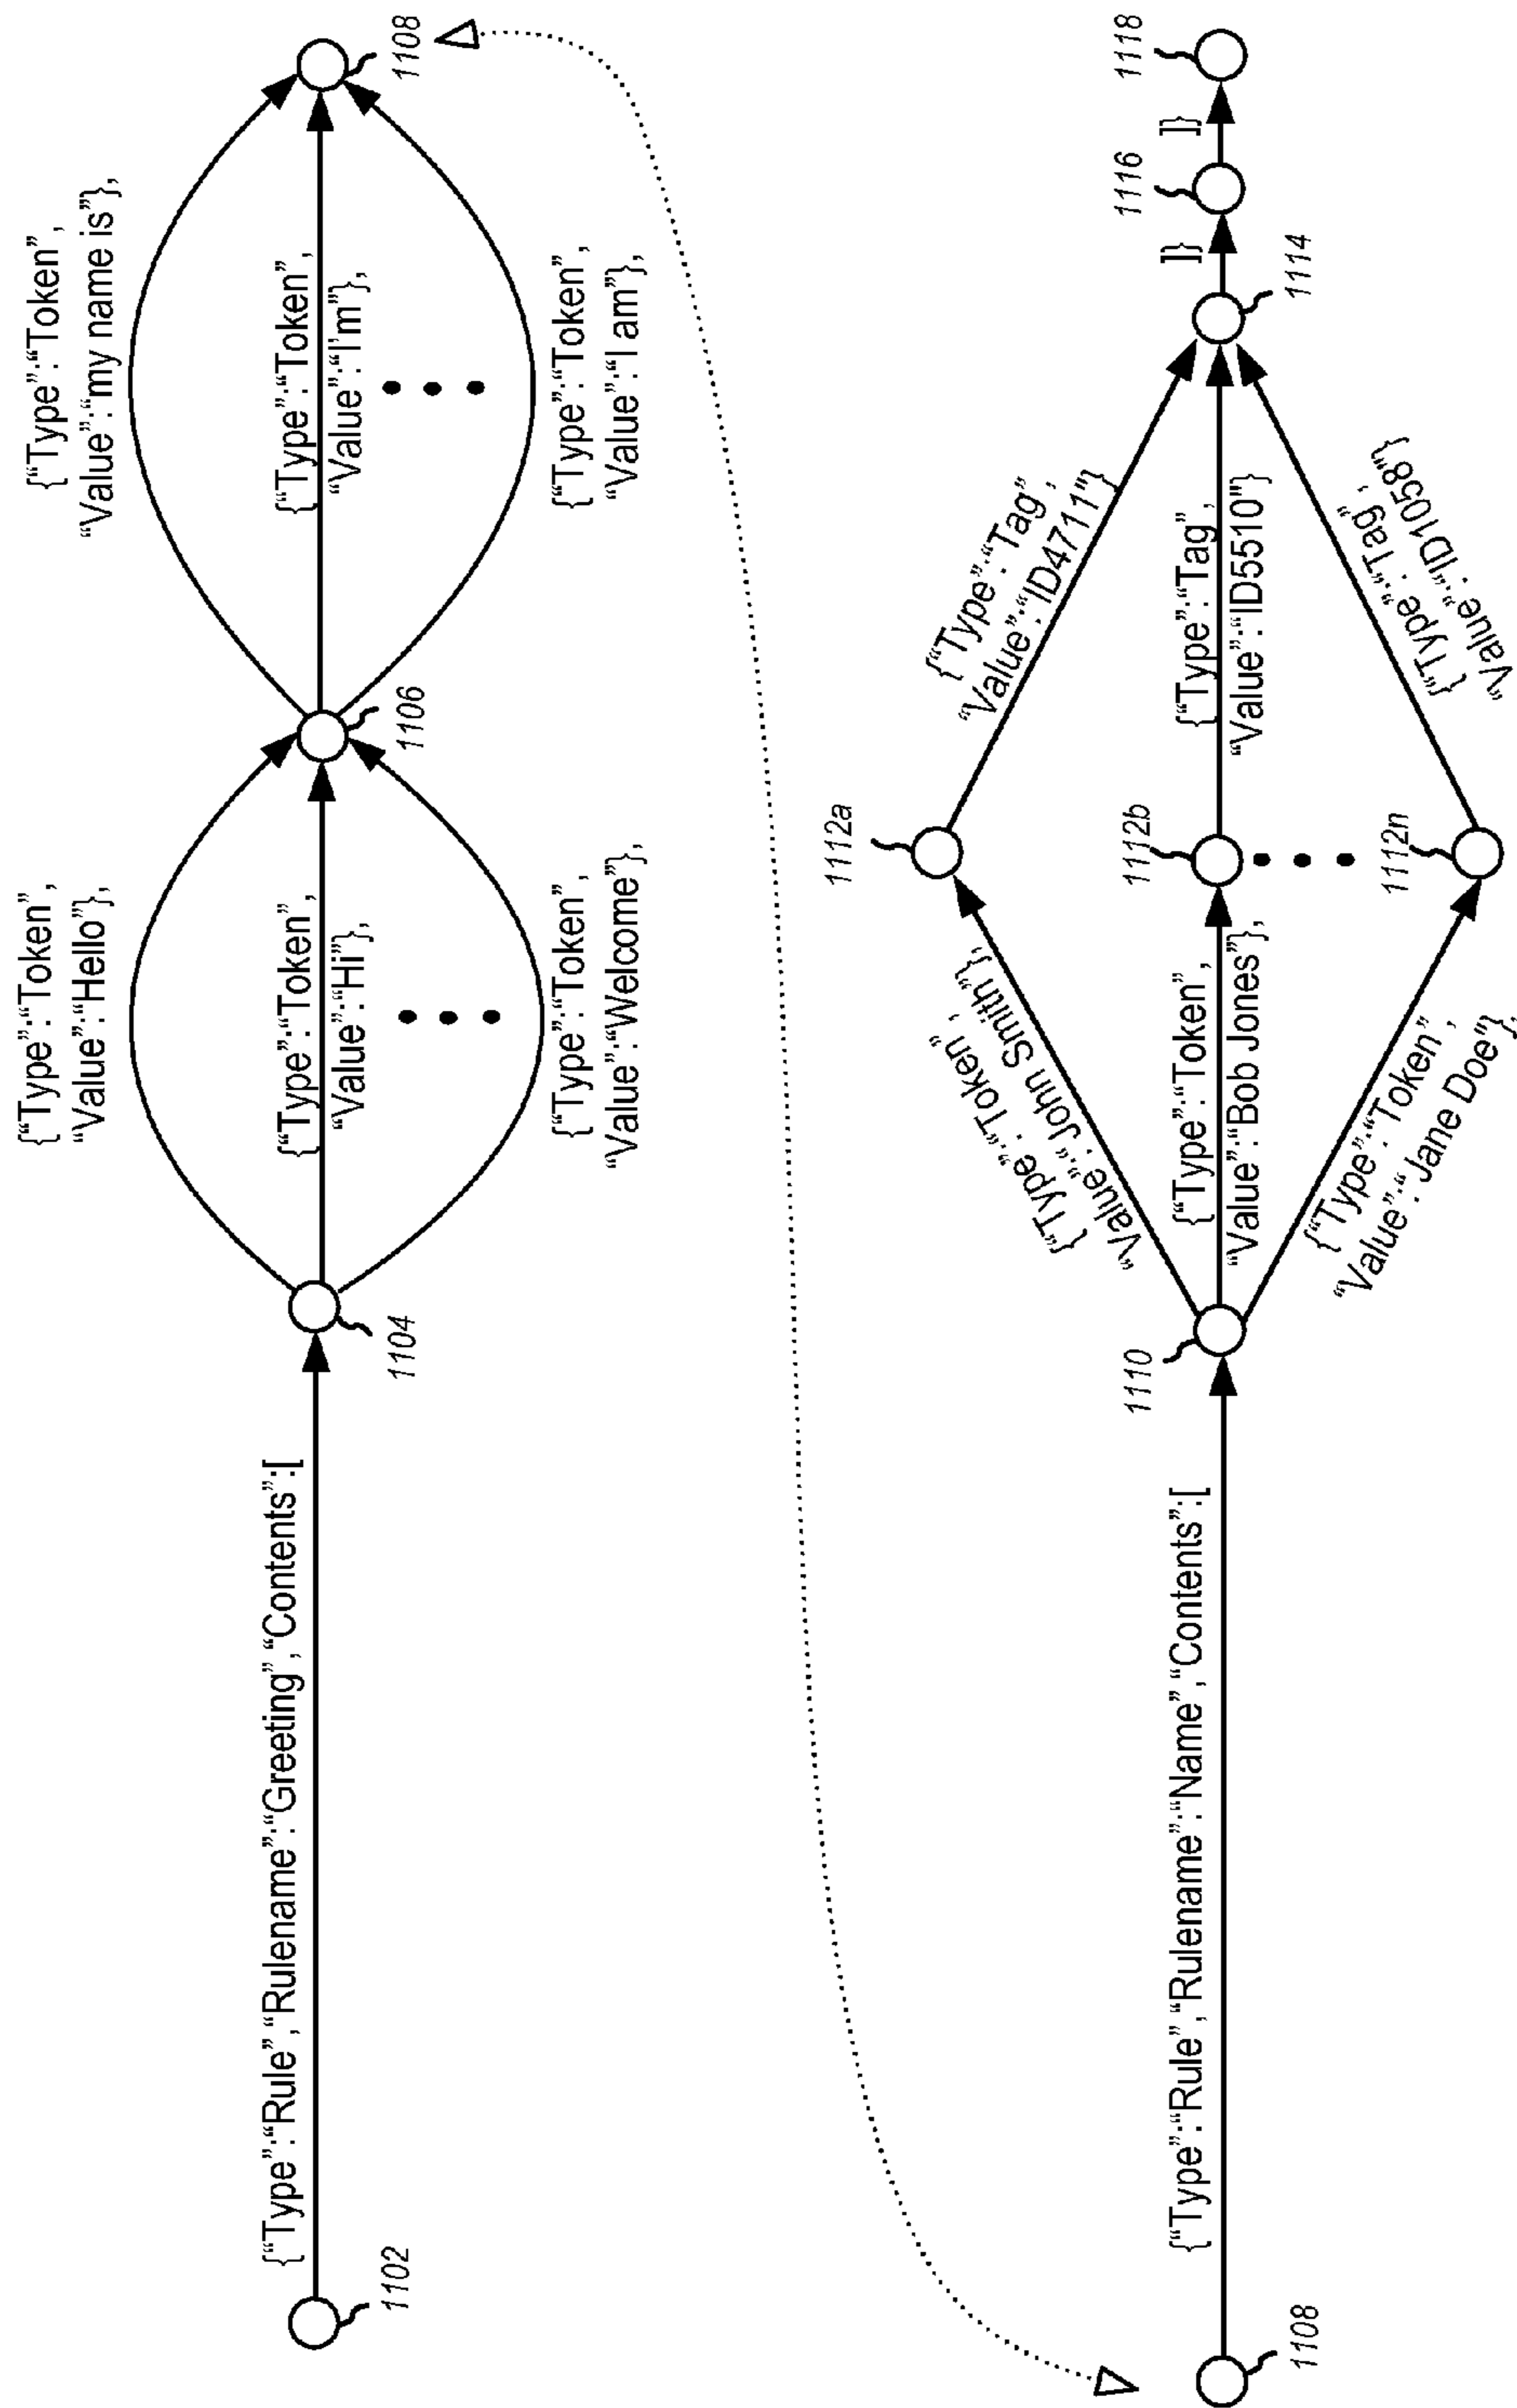 {“Type”:“Rule”,“Rulename”:“Greeting”,“Contents”:[
1102
1104
{“Type”:“Token”,
“Value”:“Hello”},
{“Type”:“Token”,
“Value”:“Hi”},
{“Type”:“Token”,
“Value”:“Welcome”},
1106
{“Type”:“Token”,
“Value”:“my name is”},
{“Type”:“Token”,
“Value”:“I’m”},
{“Type”:“Token”,
“Value”:“I am”},
1108
1108
{“Type”:“Rule”,“Rulename”:“Name”,“Contents”:[
1110
{“Type”:“Token”,
“Value”:“John Smith”},
{“Type”:“Token”,
“Value”:“Bob Jones”},
{“Type”:“Token”,
“Value”:“Jane Doe”},
1112a
1112b
1112n
{“Type”:“Tag”,
“Value”:“ID4711”}
{“Type”:“Tag”,
“Value”:“ID5510”}
{“Type”:“Tag”,
“Value”:“ID1058”}
1114
]}
1116
]}
1118